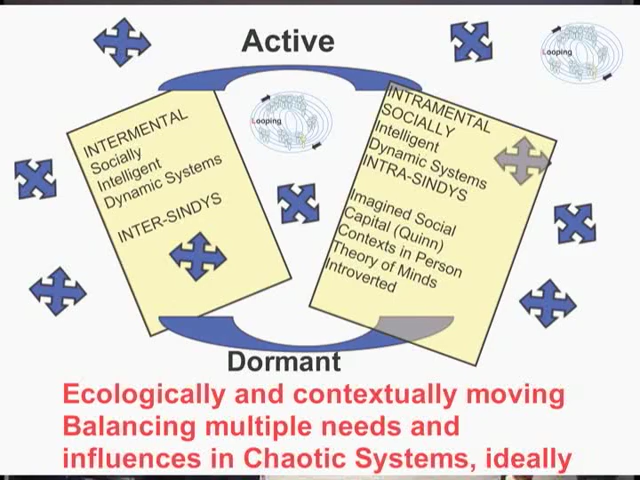 Active
Looping
INTERMENTAL
Socially
Intelligent
Dynamic Systems
INTER-SINDYS
Looping
INTRAMENTAL
SOCIALLY
Intelligent
Dynamic Systems
INTRA-SINDYS
Imagined Social
Capital (Quinn)
Contexts in Person
Theory of Minds
Introverted
Dormant
Ecologically and contextually moving
Balancing multiple needs and
influences in Chaotic Systems, ideally